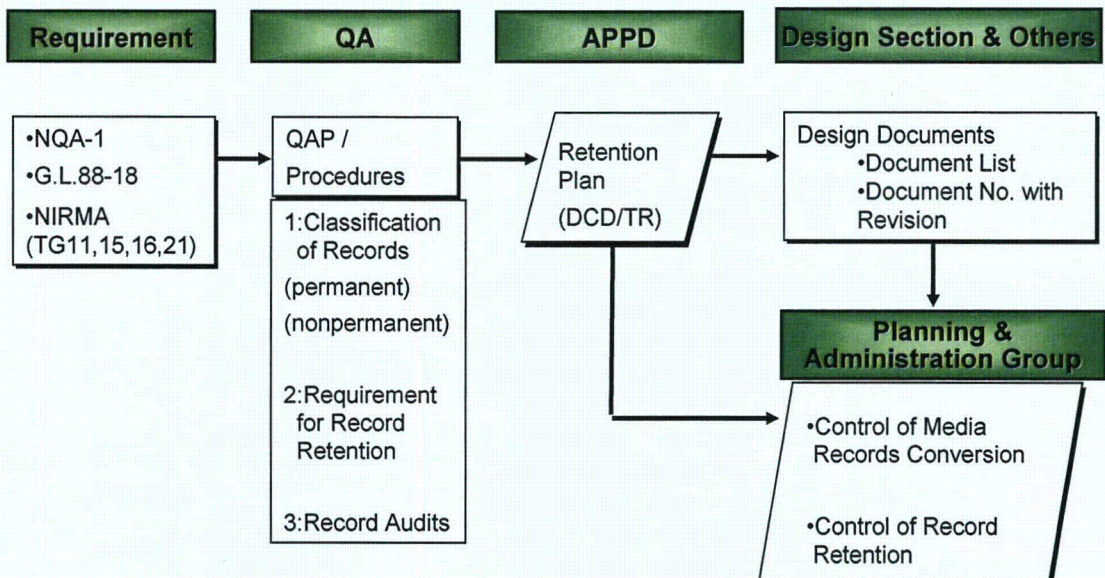 Requirement
QA
APPD
Design Section & Others
•NQA-1
•G.L.88-18
•NIRMA
(TG11,15,16,21)
QAP /
Procedures
1:Classification
of Records
(permanent)
(nonpermanent)
2:Requirement
for Record
Retention
3:Record Audits
Retention
Plan
(DCD/TR)
Design Documents
•Document List
•Document No. with
Revision
Planning &
Administration Group
•Control of Media
Records Conversion
•Control of Record
Retention